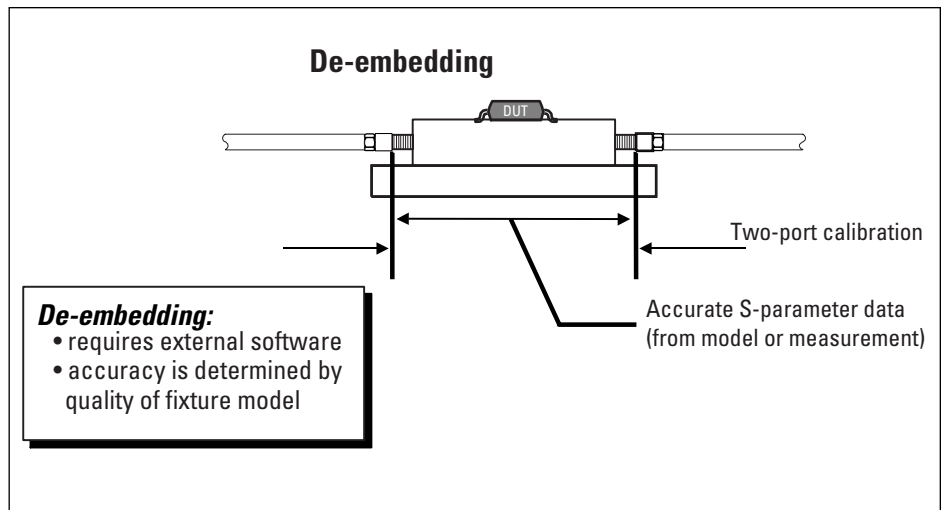 De-embedding
DUT
Two-port calibration
Accurate S-parameter data
(from model or measurement)
De-embedding:
• requires external software
• accuracy is determined by
quality of fixture model